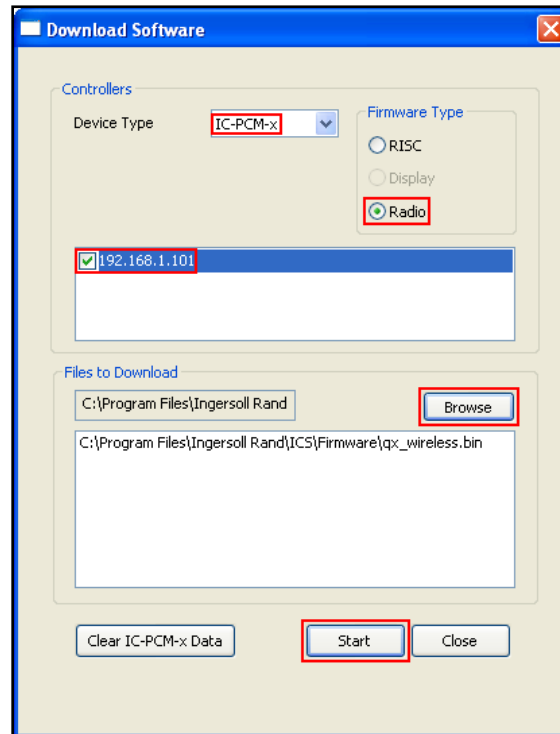 Download Software
Controllers
Device Type
IC-PCM-x
Firmware Type
RISC
Display
Radio
192.168.1.101
Files to Download
C:\Program Files\Ingersoll Rand
Browse
C:\Program Files\Ingersoll Rand\ICS\Firmware\qx_wireless.bin
Clear IC-PCM-x Data
Start
Close